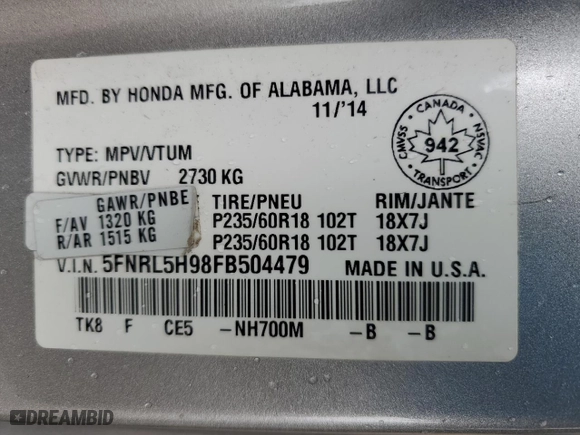 MFD. BY HONDA MFG. OF ALABAMA, LLC
11/'14
CANADA
CMVSS
942
NSVAC
TRANSPORT
TYPE: MPV/VTUM
GVWR/PNBV 2730 KG
GAWR/PNBE TIRE/PNEU RIM/JANTE
F/AV 1320 KG P235/60R18 102T 18X7J
R/AR 1515 KG P235/60R18 102T 18X7J
V.I.N. 5FNRL5H98FB504479 MADE IN U.S.A.
TK8 F CE5 -NH700M -B -B
DREAMBID